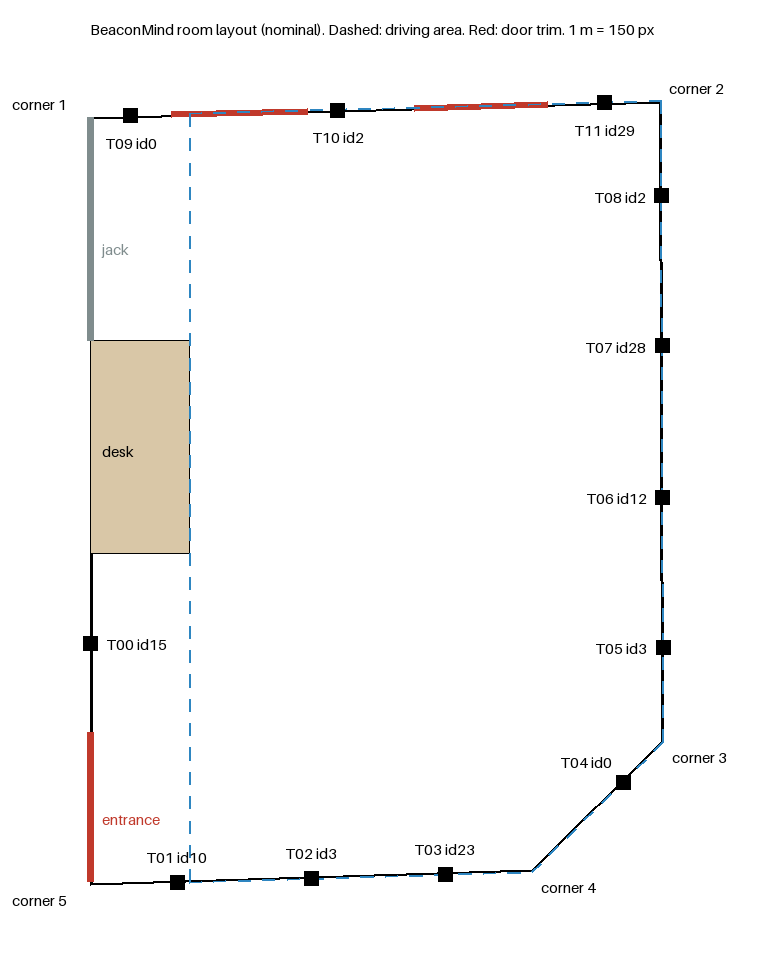 BeaconMind room layout (nominal). Dashed: driving area. Red: door trim. 1 m = 150 px
corner 2
corner 1
T11 id29
T10 id2
T09 id0
T08 id2
jack
T07 id28
desk
T06 id12
T00 id15
T05 id3
corner 3
T04 id0
entrance
T03 id23
T02 id3
T01 id10
corner 4
corner 5